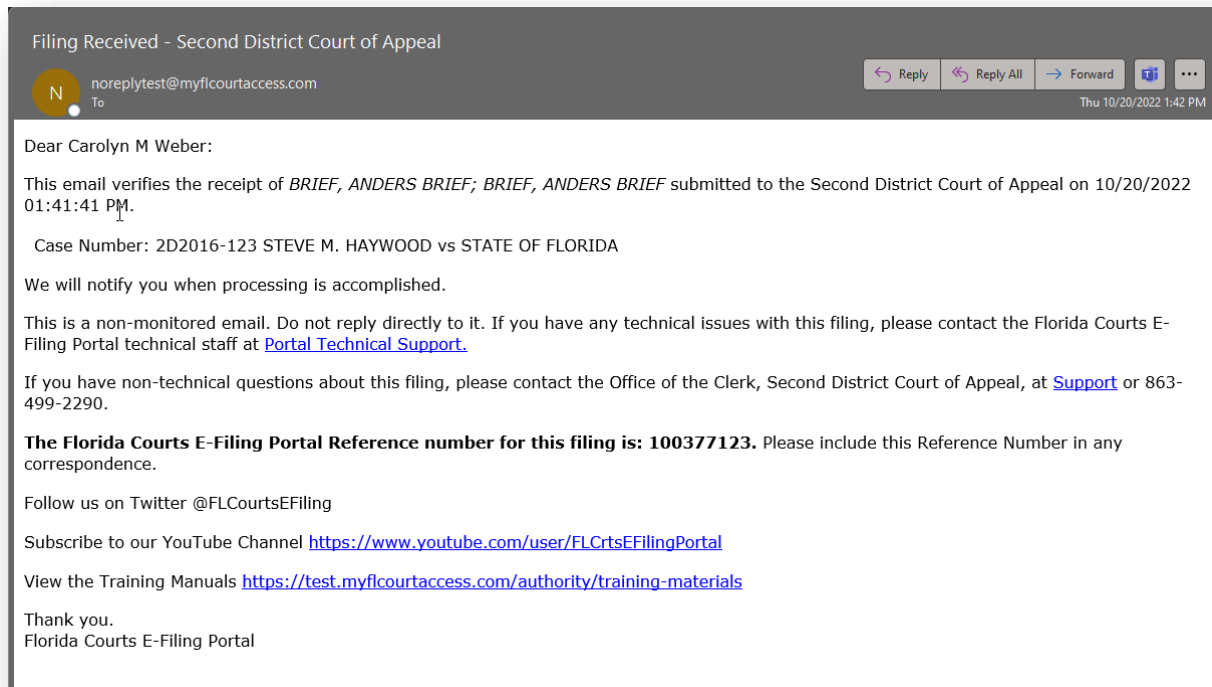 Filing Received - Second District Court of Appeal
N
noreplytest@myflcourtaccess.com
To
Reply
Reply All
Forward
Thu 10/20/2022 1:42 PM
Dear Carolyn M Weber:
This email verifies the receipt of BRIEF, ANDERS BRIEF; BRIEF, ANDERS BRIEF submitted to the Second District Court of Appeal on 10/20/2022
01:41:41 PM.
Case Number: 2D2016-123 STEVE M. HAYWOOD vs STATE OF FLORIDA
We will notify you when processing is accomplished.
This is a non-monitored email. Do not reply directly to it. If you have any technical issues with this filing, please contact the Florida Courts E-
Filing Portal technical staff at Portal Technical Support.
If you have non-technical questions about this filing, please contact the Office of the Clerk, Second District Court of Appeal, at Support or 863-
499-2290.
The Florida Courts E-Filing Portal Reference number for this filing is: 100377123. Please include this Reference Number in any
correspondence.
Follow us on Twitter @FLCourtsEFiling
Subscribe to our YouTube Channel https://www.youtube.com/user/FLCrtsEFilingPortal
View the Training Manuals https://test.myflcourtaccess.com/authority/training-materials
Thank you.
Florida Courts E-Filing Portal